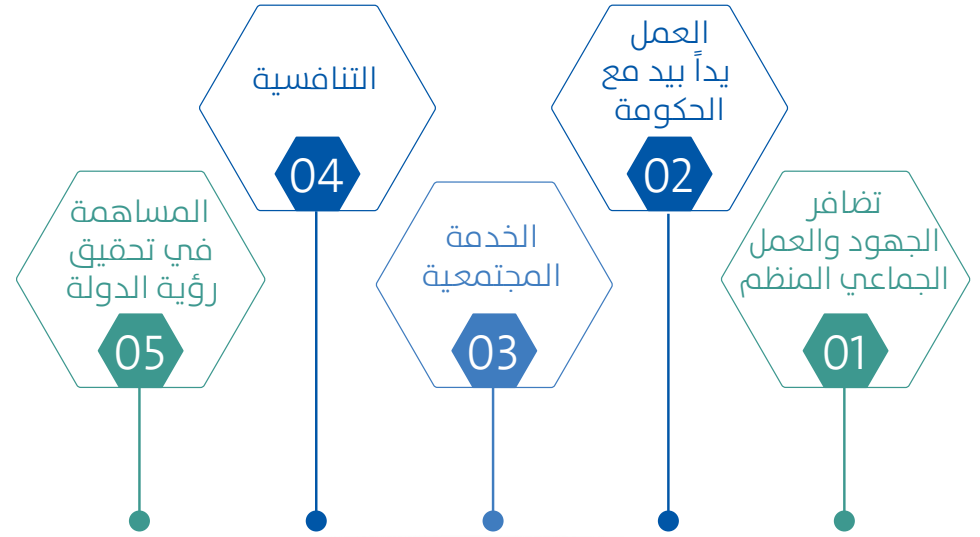 تضافر
الجهود والعمل
الجماعي المنظم
01
العمل
يداً بيد مع
الحكومة
02
الخدمة
المجتمعية
03
التنافسية
04
المساهمة
في تحقيق
رؤية الدولة
05